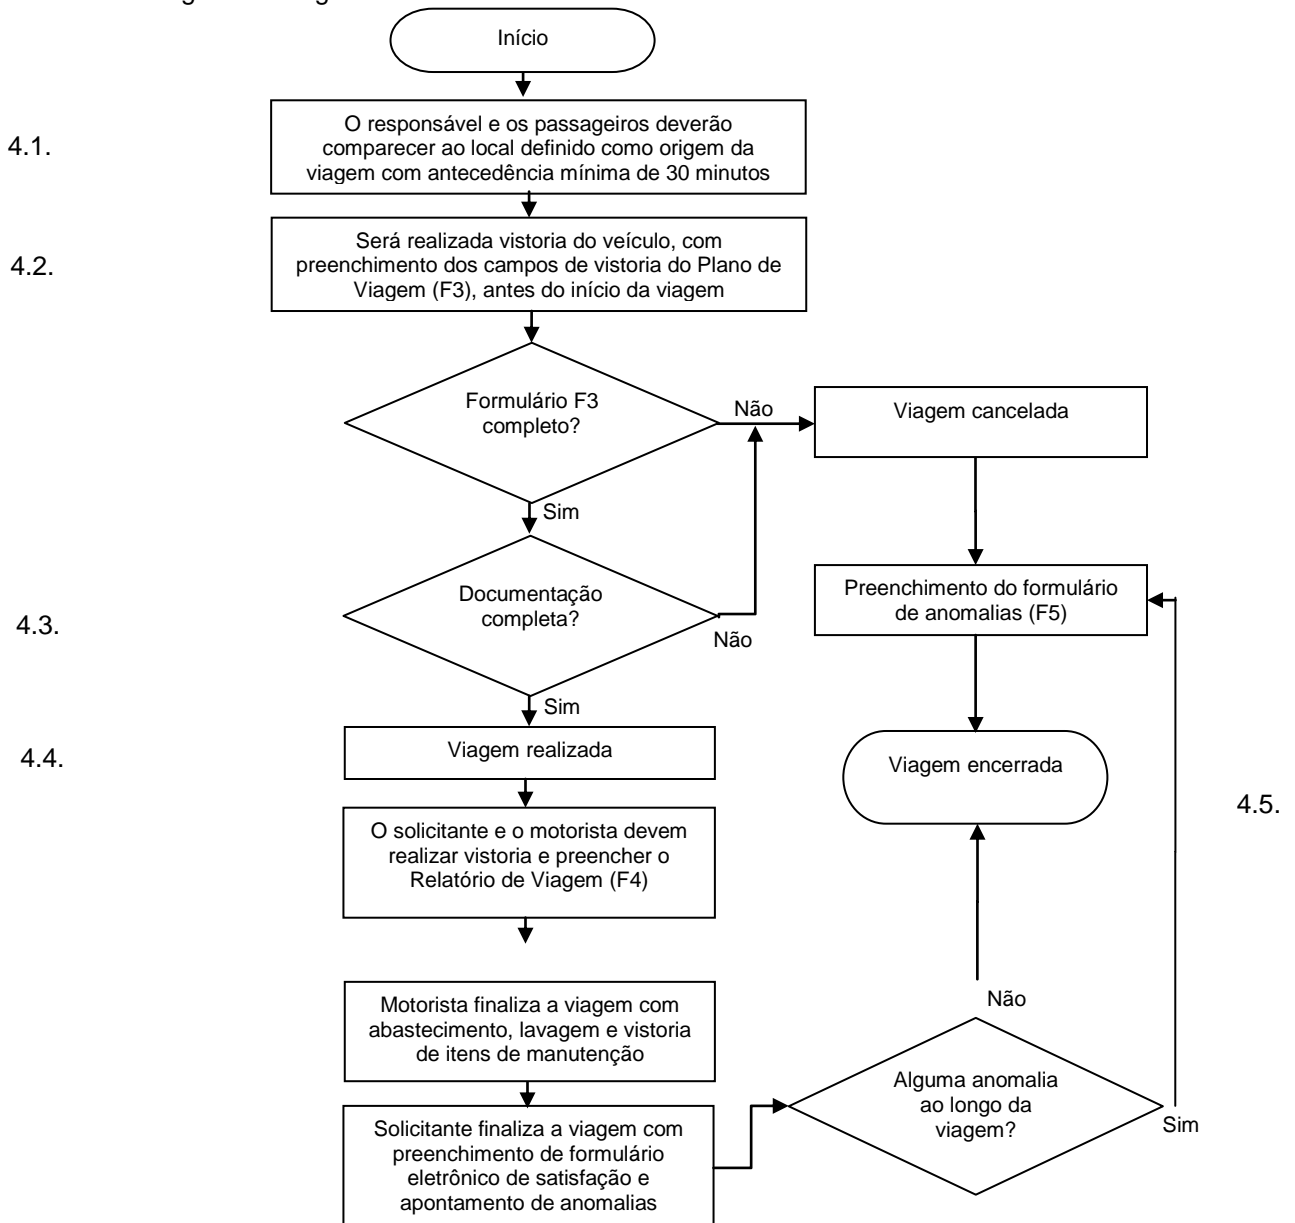 Início
4.1.
O responsável e os passageiros deverão
comparecer ao local definido como origem da
viagem com antecedência mínima de 30 minutos
4.2.
Será realizada vistoria do veículo, com
preenchimento dos campos de vistoria do Plano de
Viagem (F3), antes do início da viagem
Formulário F3
completo?
Não
Viagem cancelada
Sim
Documentação
completa?
Não
4.3.
Preenchimento do formulário
de anomalias (F5)
Sim
4.4.
Viagem realizada
Viagem encerrada
4.5.
O solicitante e o motorista devem
realizar vistoria e preencher o
Relatório de Viagem (F4)
Motorista finaliza a viagem com
abastecimento, lavagem e vistoria
de itens de manutenção
Não
Alguma anomalia
ao longo da
viagem?
Sim
Solicitante finaliza a viagem com
preenchimento de formulário
eletrônico de satisfação e
apontamento de anomalias